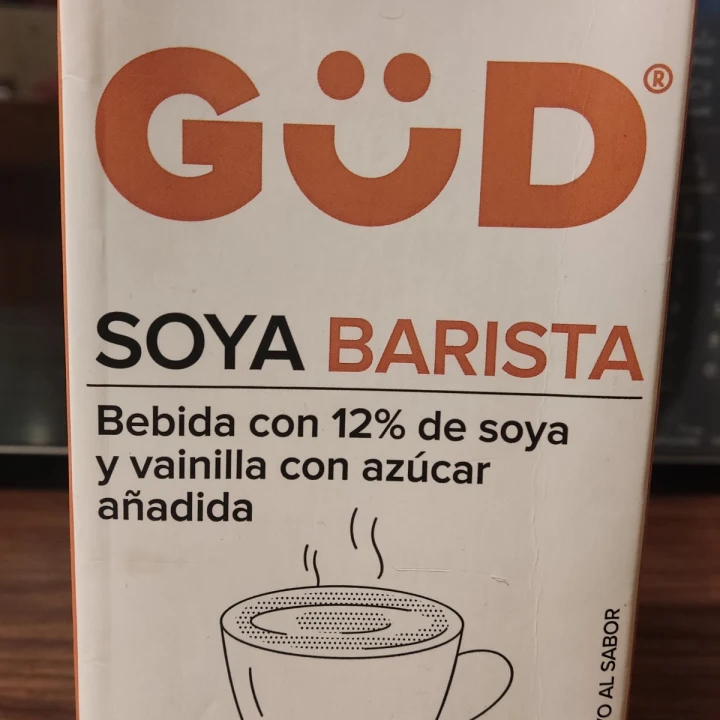 GÜD®
SOYA BARISTA
Bebida con 12% de soya
y vainilla con azúcar
añadida
O AL SABOR